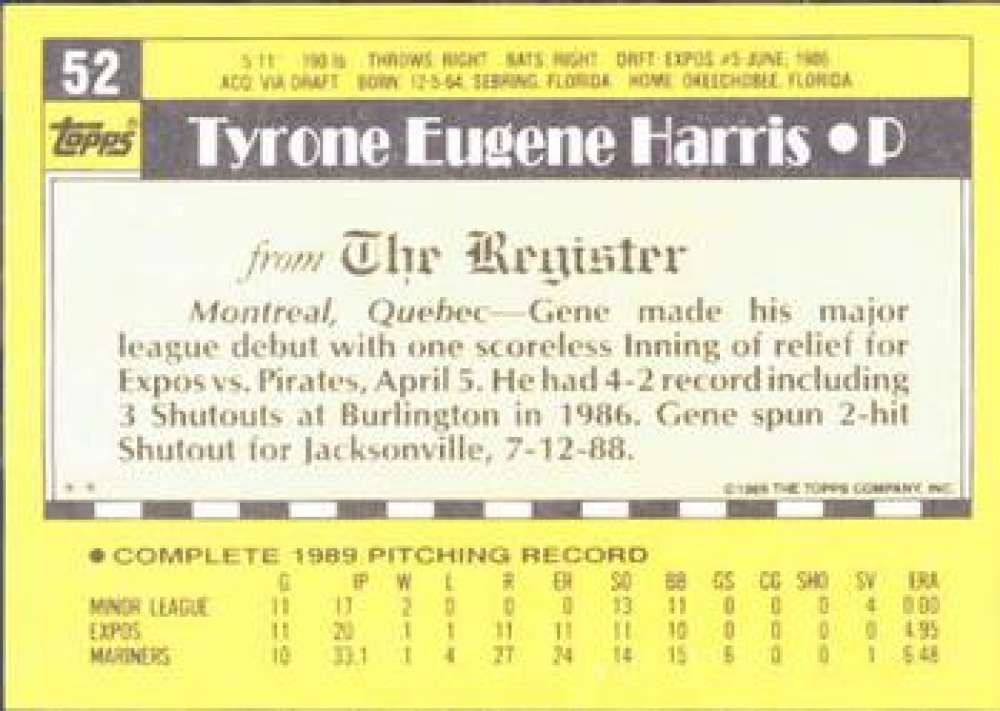 52
5' 11" 190 lb THROWS: RIGHT BATS: RIGHT DRFT: EXPOS #5-JUNE, 1986
ACQ: VIA DRAFT BORN: 12-5-64, SEBRING, FLORIDA HOME: OKEECHOBEE, FLORIDA
topps® Tyrone Eugene Harris • P
from The Register
Montreal, Quebec—Gene made his major
league debut with one scoreless Inning of relief for
Expos vs. Pirates, April 5. He had 4-2 record including
3 Shutouts at Burlington in 1986. Gene spun 2-hit
Shutout for Jacksonville, 7-12-88.
* * ©1989 THE TOPPS COMPANY, INC.
• COMPLETE 1989 PITCHING RECORD
G IP W L R ER SO BB GS CG SHO SV ERA
MINOR LEAGUE 11 17 2 0 0 0 13 11 0 0 0 4 0.00
EXPOS 11 20 1 1 11 11 11 10 0 0 0 0 4.95
MARINERS 10 33.1 1 4 27 24 14 15 6 0 0 1 6.48